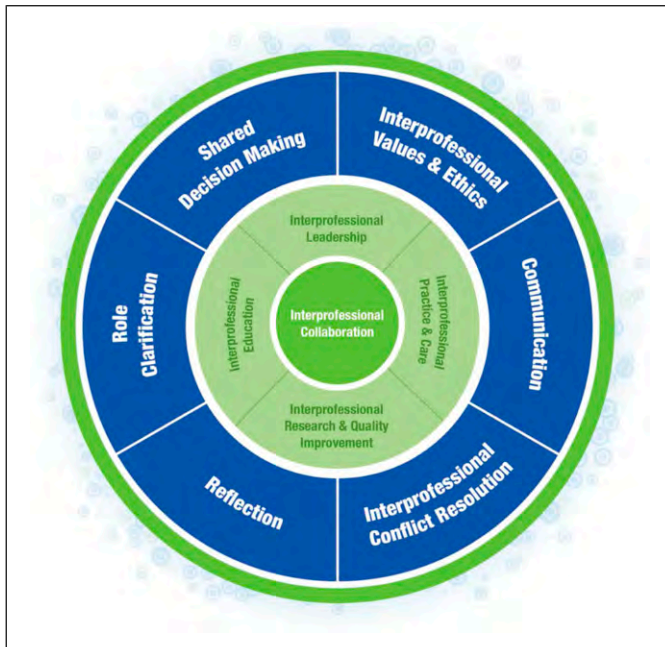 Shared
Decision Making
Interprofessional
Values & Ethics
Communication
Interprofessional
Conflict Resolution
Reflection
Role
Clarification
Interprofessional
Leadership
Interprofessional
Practice & Care
Interprofessional
Research & Quality
Improvement
Interprofessional
Education
Interprofessional
Collaboration